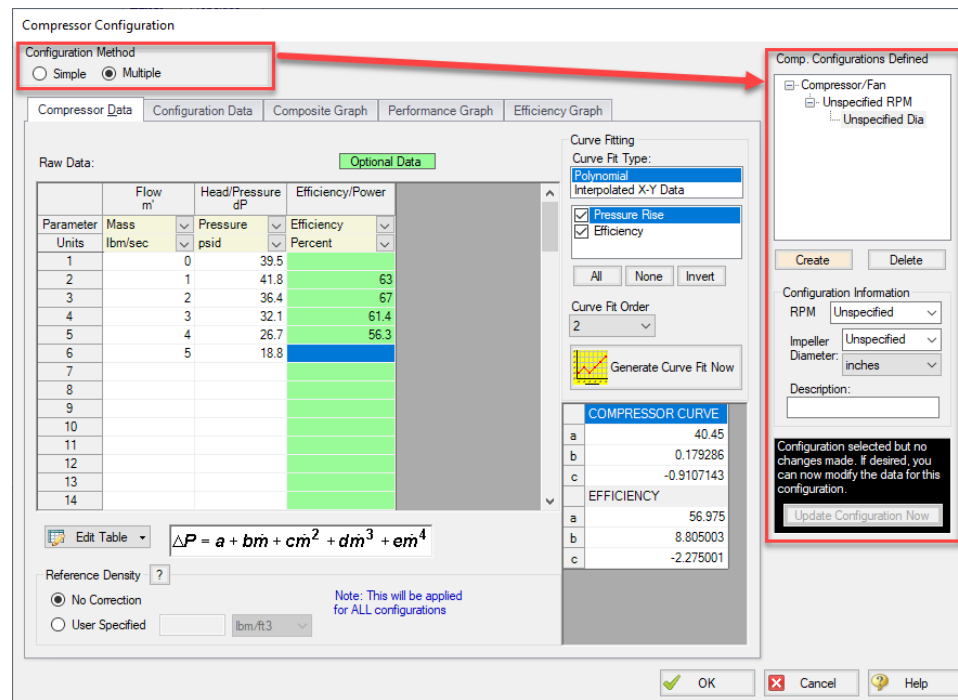 Compressor Configuration
Configuration Method
Simple Multiple
Compressor Data Configuration Data Composite Graph Performance Graph Efficiency Graph
Raw Data: Optional Data
Flow Head/Pressure Efficiency/Power
m' dP
Parameter Mass Pressure Efficiency
Units lbm/sec psid Percent
1 0 39.5
2 1 41.8 63
3 2 36.4 67
4 3 32.1 61.4
5 4 26.7 56.3
6 5 18.8
7
8
9
10
11
12
13
14
Edit Table
ΔP = a + bṁ + cṁ² + dṁ³ + eṁ⁴
Reference Density ?
No Correction
User Specified lbm/ft3
Note: This will be applied
for ALL configurations
Curve Fitting
Curve Fit Type:
Polynomial
Interpolated X-Y Data
Pressure Rise
Efficiency
All None Invert
Curve Fit Order
2
Generate Curve Fit Now
COMPRESSOR CURVE
a 40.45
b 0.179286
c -0.9107143
EFFICIENCY
a 56.975
b 8.805003
c -2.275001
Comp. Configurations Defined
Compressor/Fan
Unspecified RPM
Unspecified Dia
Create Delete
Configuration Information
RPM Unspecified
Impeller Unspecified
Diameter: inches
Description:
Configuration selected but no
changes made. If desired, you
can now modify the data for this
configuration.
Update Configuration Now
OK Cancel Help